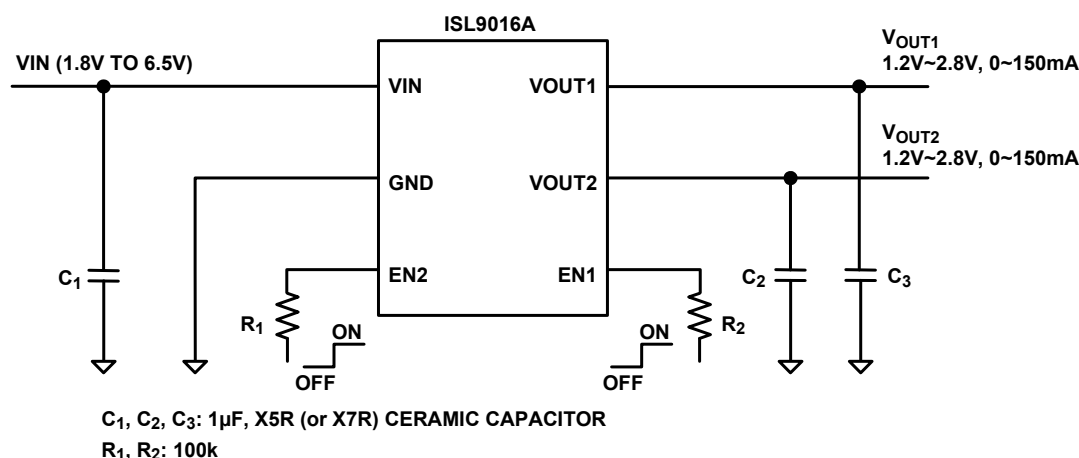 ISL9016A
VIN (1.8V TO 6.5V)
VIN
VOUT1
VOUT1
1.2V~2.8V, 0~150mA
GND
VOUT2
VOUT2
1.2V~2.8V, 0~150mA
EN2
EN1
C1
R1
ON
OFF
ON
OFF
R2
C2
C3
C1, C2, C3: 1µF, X5R (or X7R) CERAMIC CAPACITOR
R1, R2: 100k